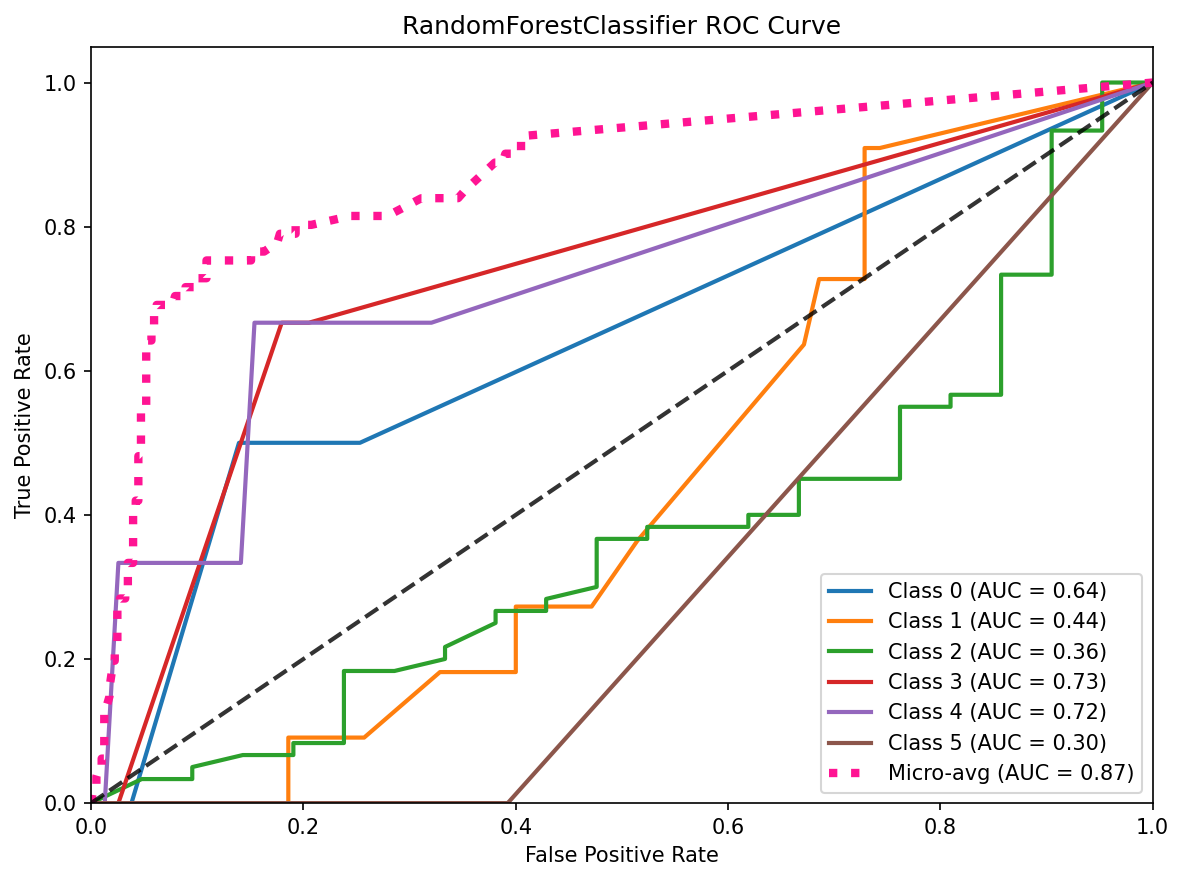 RandomForestClassifier ROC Curve
True Positive Rate
1.0
0.8
0.6
0.4
0.2
0.0
Class 0 (AUC = 0.64)
Class 1 (AUC = 0.44)
Class 2 (AUC = 0.36)
Class 3 (AUC = 0.73)
Class 4 (AUC = 0.72)
Class 5 (AUC = 0.30)
Micro-avg (AUC = 0.87)
0.0 0.2 0.4 0.6 0.8 1.0
False Positive Rate